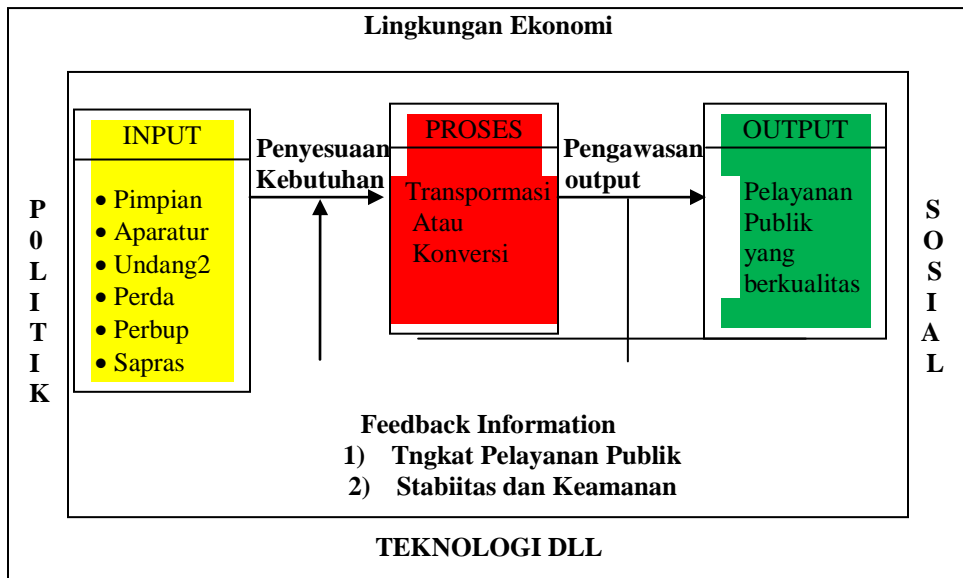 Lingkungan Ekonomi
INPUT
• Pimpian
• Aparatur
• Undang2
• Perda
• Perbup
• Sapras
Penyesuaan
Kebutuhan
PROSES
Transpormasi
Atau
Konversi
Pengawasan
output
OUTPUT
Pelayanan
Publik
yang
berkualitas
P
0
L
I
T
I
K
S
O
S
I
A
L
Feedback Information
1) Tngkat Pelayanan Publik
2) Stabiitas dan Keamanan
TEKNOLOGI DLL